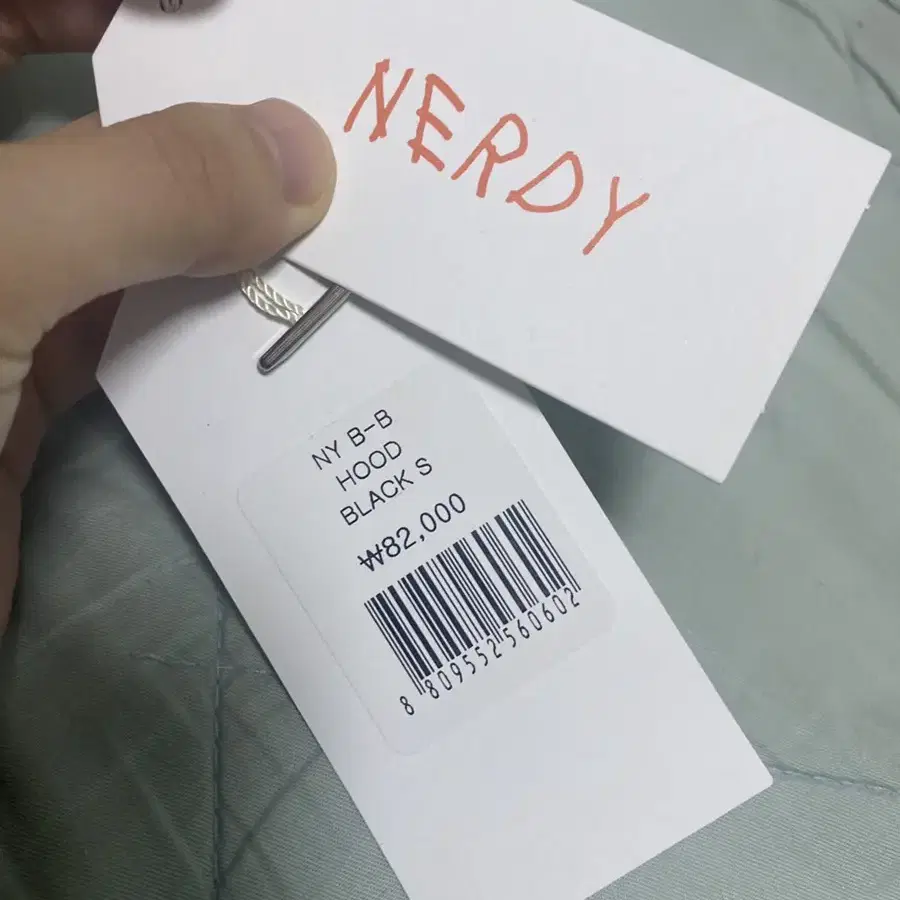 NERDY
NY B-B
HOOD
BLACK S
₩82,000
8 809552 560602